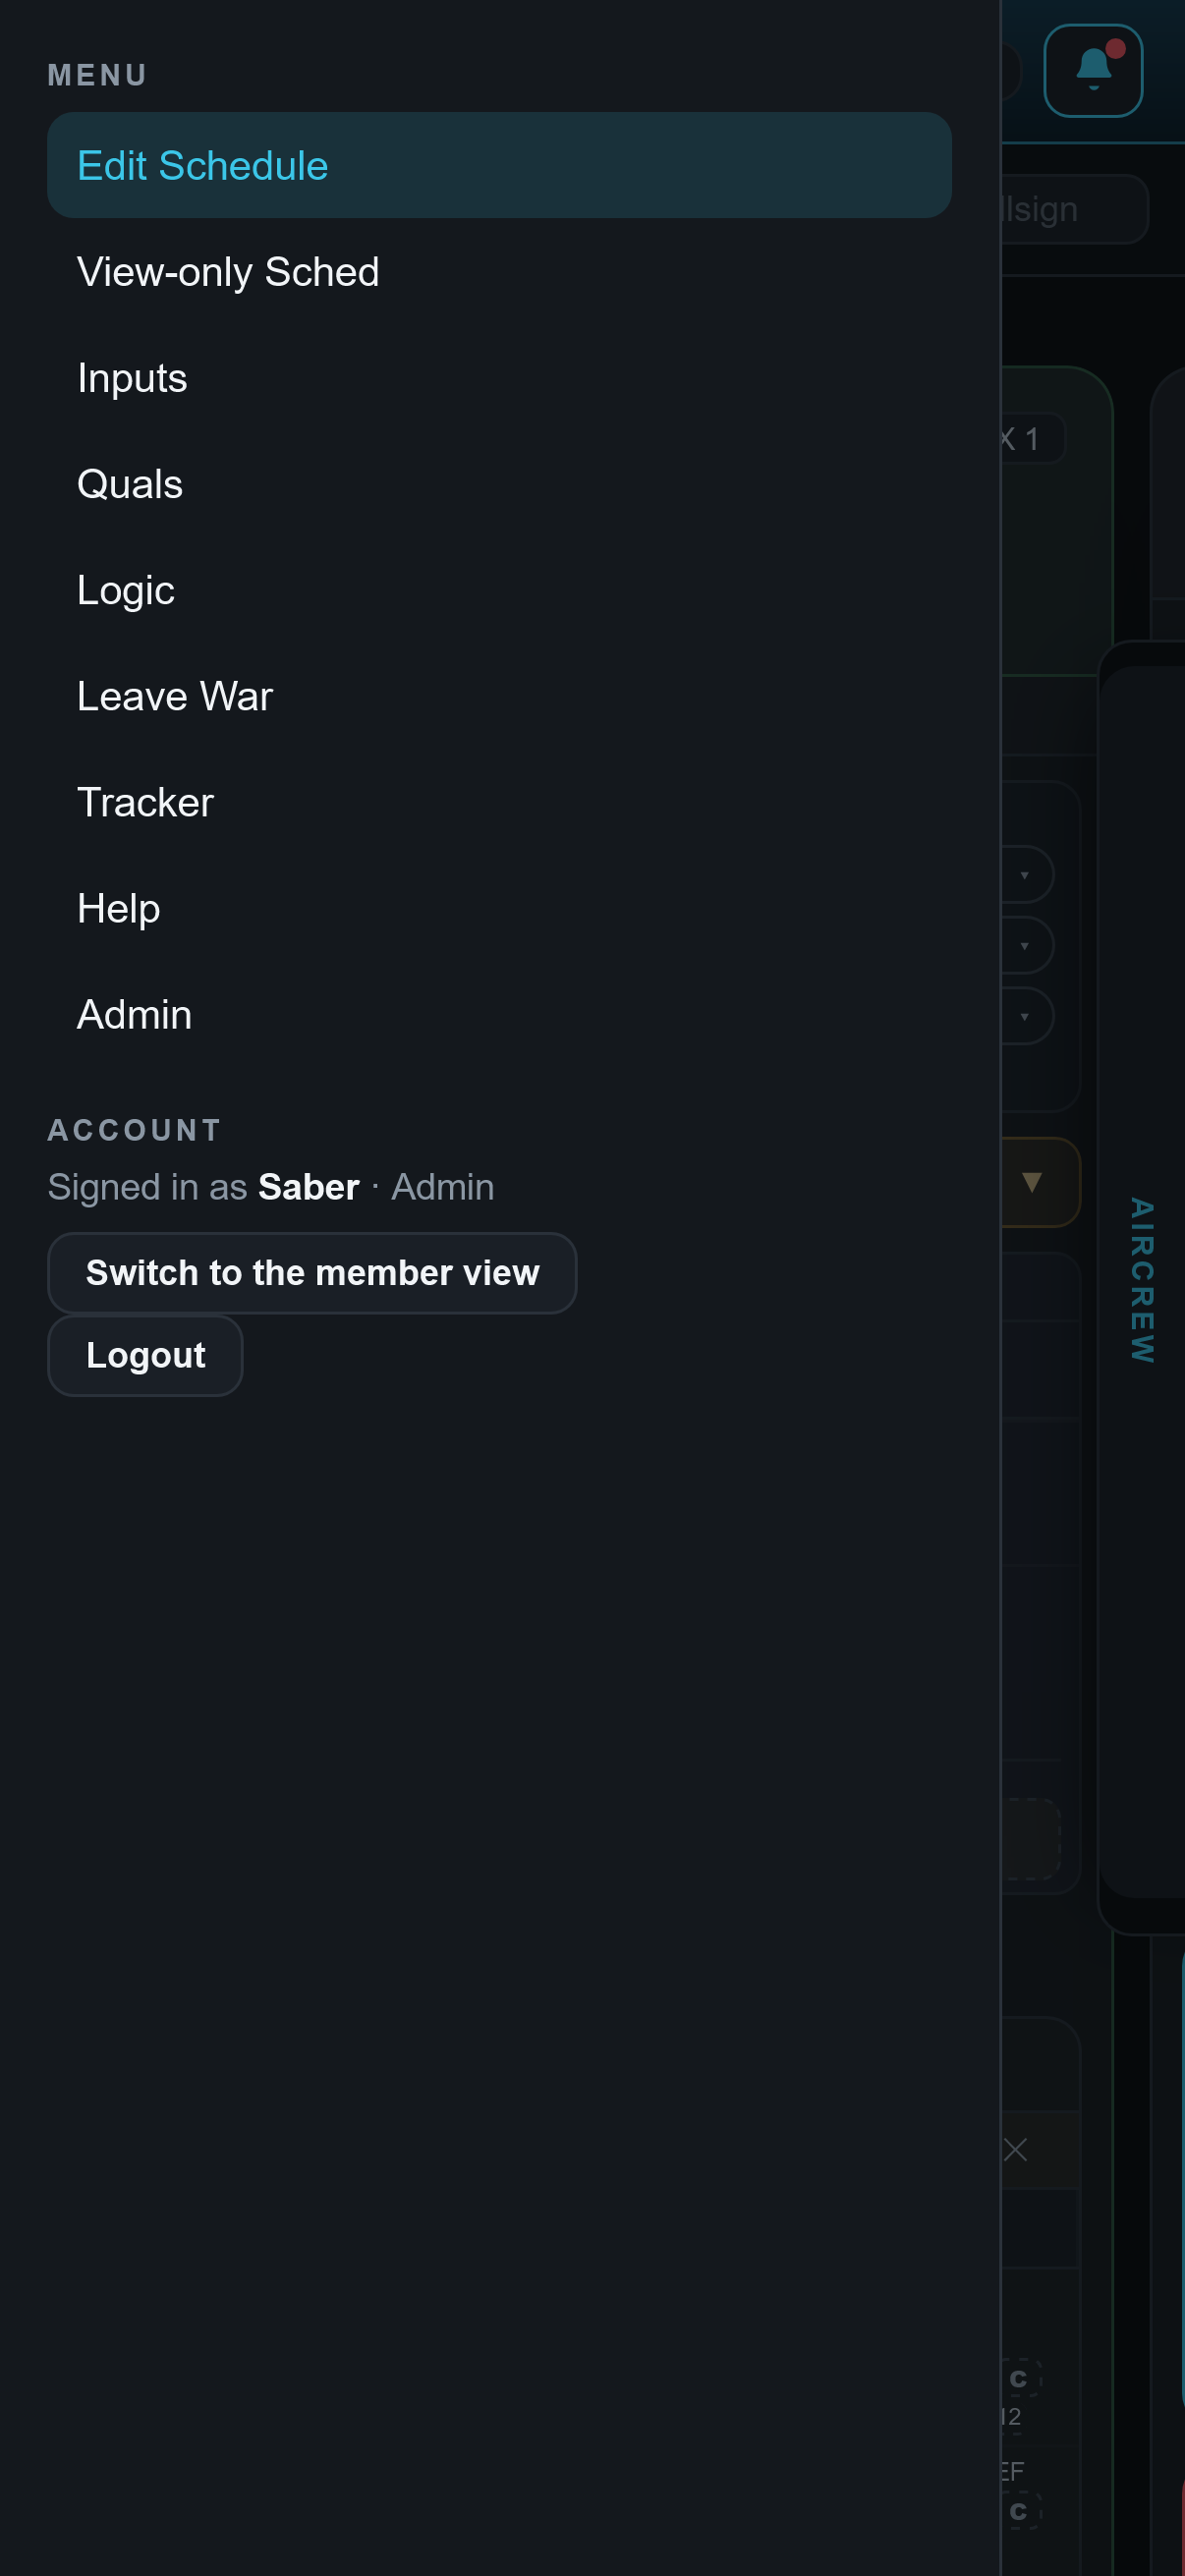 MENU
Edit Schedule
View-only Sched
Inputs
Quals
Logic
Leave War
Tracker
Help
Admin
ACCOUNT
Signed in as Saber · Admin
Switch to the member view
Logout
X 1
AIRCREW
C
C